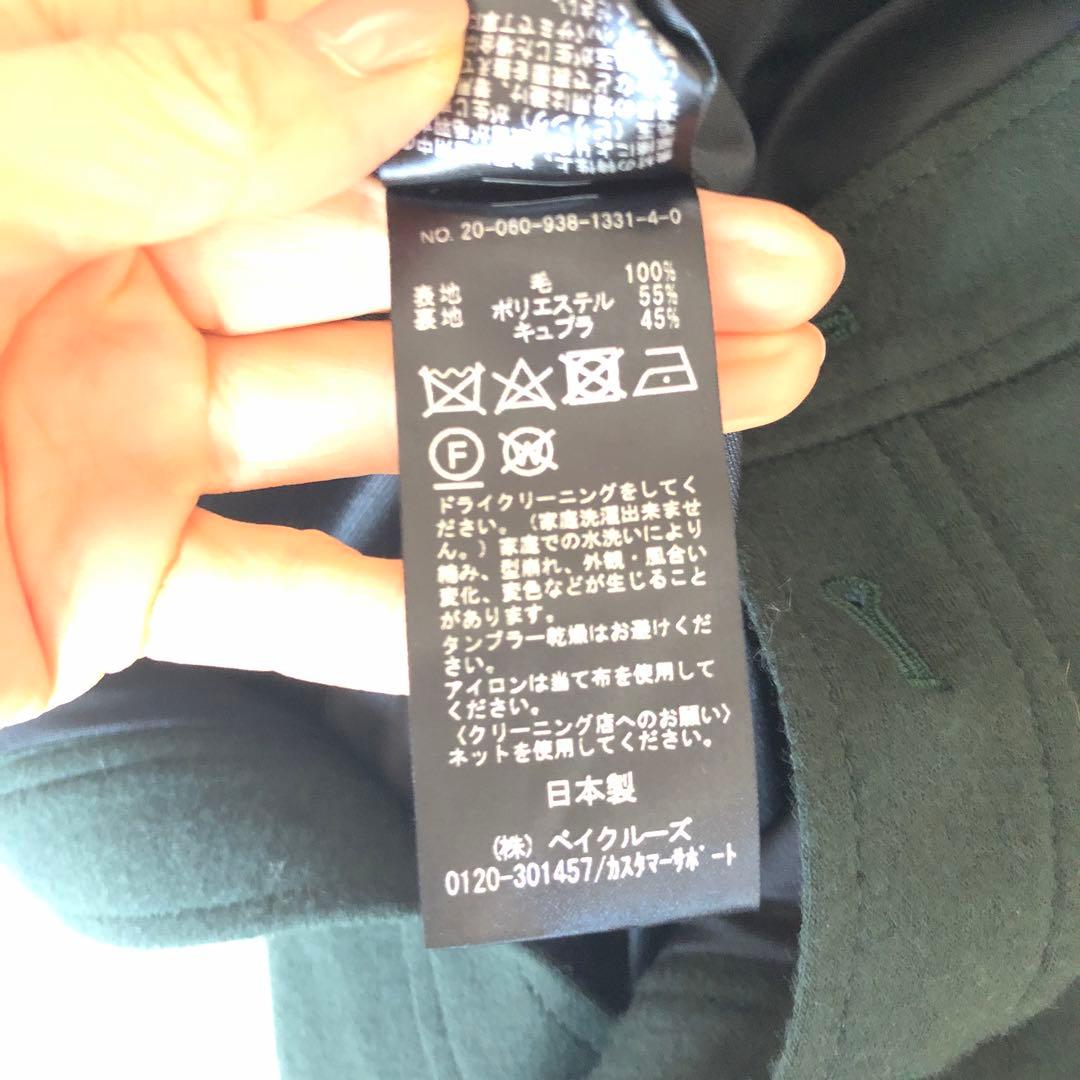 NO. 20-060-938-1331-4-0
表地 毛 100%
裏地 ポリエステル 55%
キュプラ 45%
F W
ドライクリーニングをしてく
ださい。（家庭洗濯出来ませ
ん。）家庭での水洗いにより
縮み、型崩れ、外観・風合い
変化、変色などが生じること
があります。
タンブラー乾燥はお避けくだ
さい。
アイロンは当て布を使用して
ください。
〈クリーニング店へのお願い〉
ネットを使用してください。
日本製
（株）ベイクルーズ
0120-301457/ｶｽﾀﾏｰｻﾎﾟｰﾄ